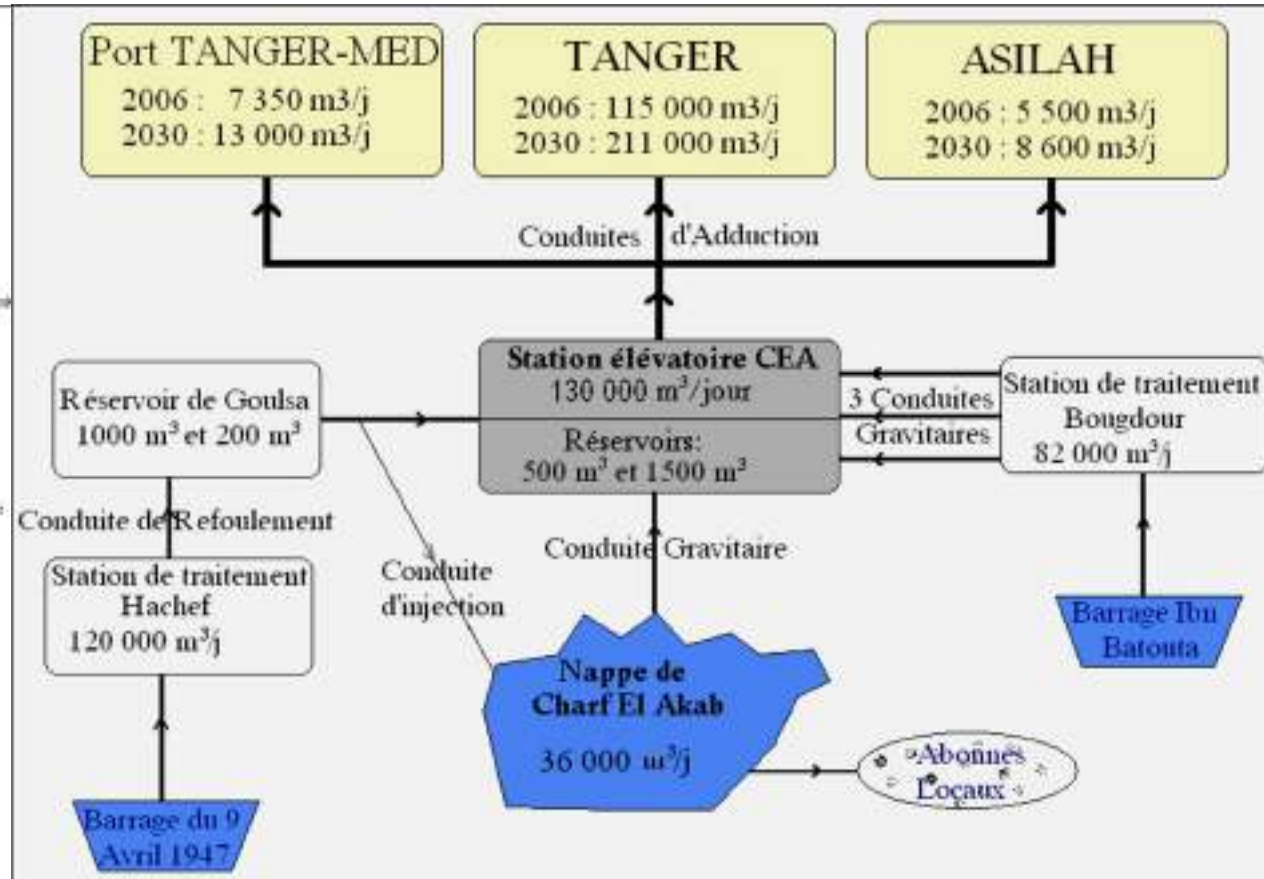 Port TANGER-MED
2006 : 7 350 m3/j
2030 : 13 000 m3/j
TANGER
2006 : 115 000 m3/j
2030 : 211 000 m3/j
ASILAH
2006 : 5 500 m3/j
2030 : 8 600 m3/j
Conduites d'Adduction
Réservoir de Goulsa
1000 m³ et 200 m³
Station élévatoire CEA
130 000 m³/jour
Réservoirs:
500 m³ et 1500 m³
3 Conduites
Gravitaires
Station de traitement
Bougdour
82 000 m³/j
Conduite de Refoulement
Station de traitement
Hachef
120 000 m³/j
Conduite
d'injection
Conduite Gravitaire
Barrage Ibn
Batouta
Nappe de
Charf El Akab
36 000 m³/j
Abonnés
Locaux
Barrage du 9
Avril 1947